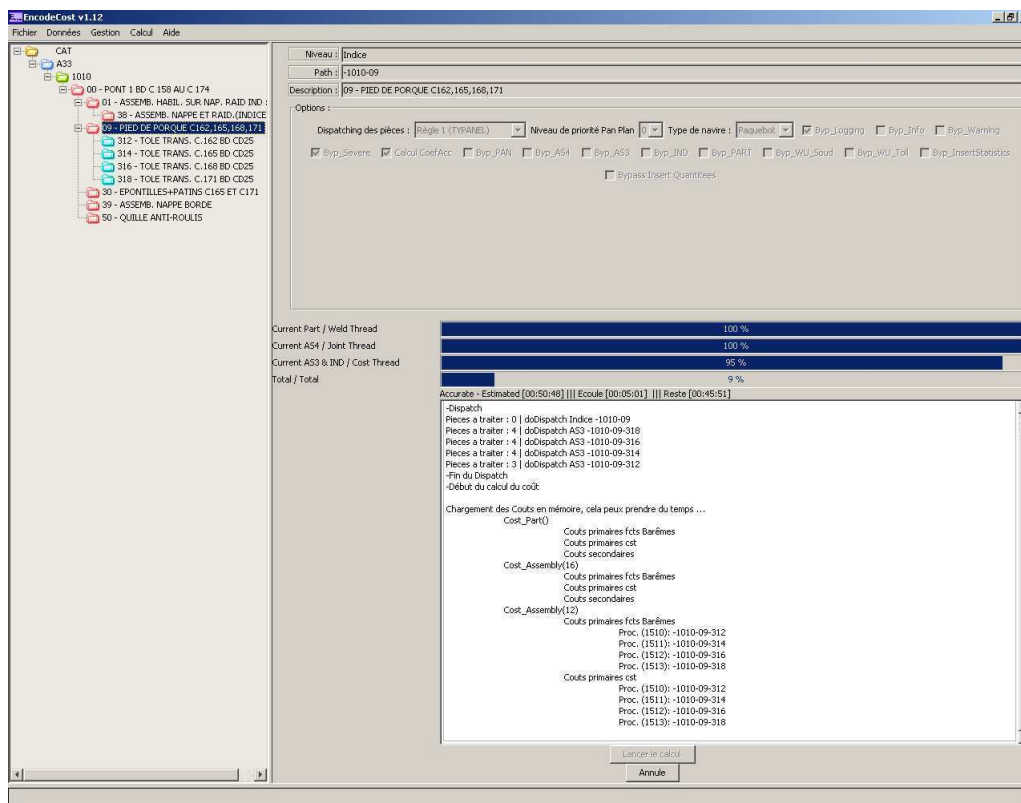 EncodeCost v1.12
Fichier Données Gestion Calcul Aide
CAT
A33
1010
00 - PONT 1 BD C 158 AU C 174
01 - ASSEMB. HABIL. SUR NAP. RAID IND :
38 - ASSEMB. NAPPE ET RAID.(INDICE
09 - PIED DE PORQUE C162,165,168,171
312 - TOLE TRANS. C.162 BD CD25
314 - TOLE TRANS. C.165 BD CD25
316 - TOLE TRANS. C.168 BD CD25
318 - TOLE TRANS. C.171 BD CD25
30 - EPONTILLES+PATINS C165 ET C171
39 - ASSEMB. NAPPE BORDE
50 - QUILLE ANTI-ROULIS
Niveau : Indice
Path : -1010-09
Description : 09 - PIED DE PORQUE C162,165,168,171
Options :
Dispatching des pièces : Règle 1 (TYPANEL) Niveau de priorité Pan Plan 0 Type de navire : Paquebot Byp_Logging Byp_Info Byp_Warning
Byp_Severe Calcul CoefAcc Byp_PAN Byp_AS4 Byp_AS3 Byp_IND Byp_PART Byp_WU_Soud Byp_WU_Tol Byp_InsertStatistics
Bypass Insert Quantitees
Current Part / Weld Thread 100 %
Current AS4 / Joint Thread 100 %
Current AS3 & IND / Cost Thread 95 %
Total / Total 9 %
Accurate - Estimated [00:50:48] ||| Ecoule [00:05:01] ||| Reste [00:45:51]
-Dispatch
Pieces a traiter : 0 | doDispatch Indice -1010-09
Pieces a traiter : 4 | doDispatch AS3 -1010-09-318
Pieces a traiter : 4 | doDispatch AS3 -1010-09-316
Pieces a traiter : 4 | doDispatch AS3 -1010-09-314
Pieces a traiter : 3 | doDispatch AS3 -1010-09-312
-Fin du Dispatch
-Début du calcul du coût
Chargement des Couts en mémoire, cela peux prendre du temps ...
Cost_Part()
Couts primaires fcts Barêmes
Couts primaires cst
Couts secondaires
Cost_Assembly(16)
Couts primaires fcts Barêmes
Couts primaires cst
Couts secondaires
Cost_Assembly(12)
Couts primaires fcts Barêmes
Proc. (1510): -1010-09-312
Proc. (1511): -1010-09-314
Proc. (1512): -1010-09-316
Proc. (1513): -1010-09-318
Couts primaires cst
Proc. (1510): -1010-09-312
Proc. (1511): -1010-09-314
Proc. (1512): -1010-09-316
Proc. (1513): -1010-09-318
Lancer le calcul
Annule